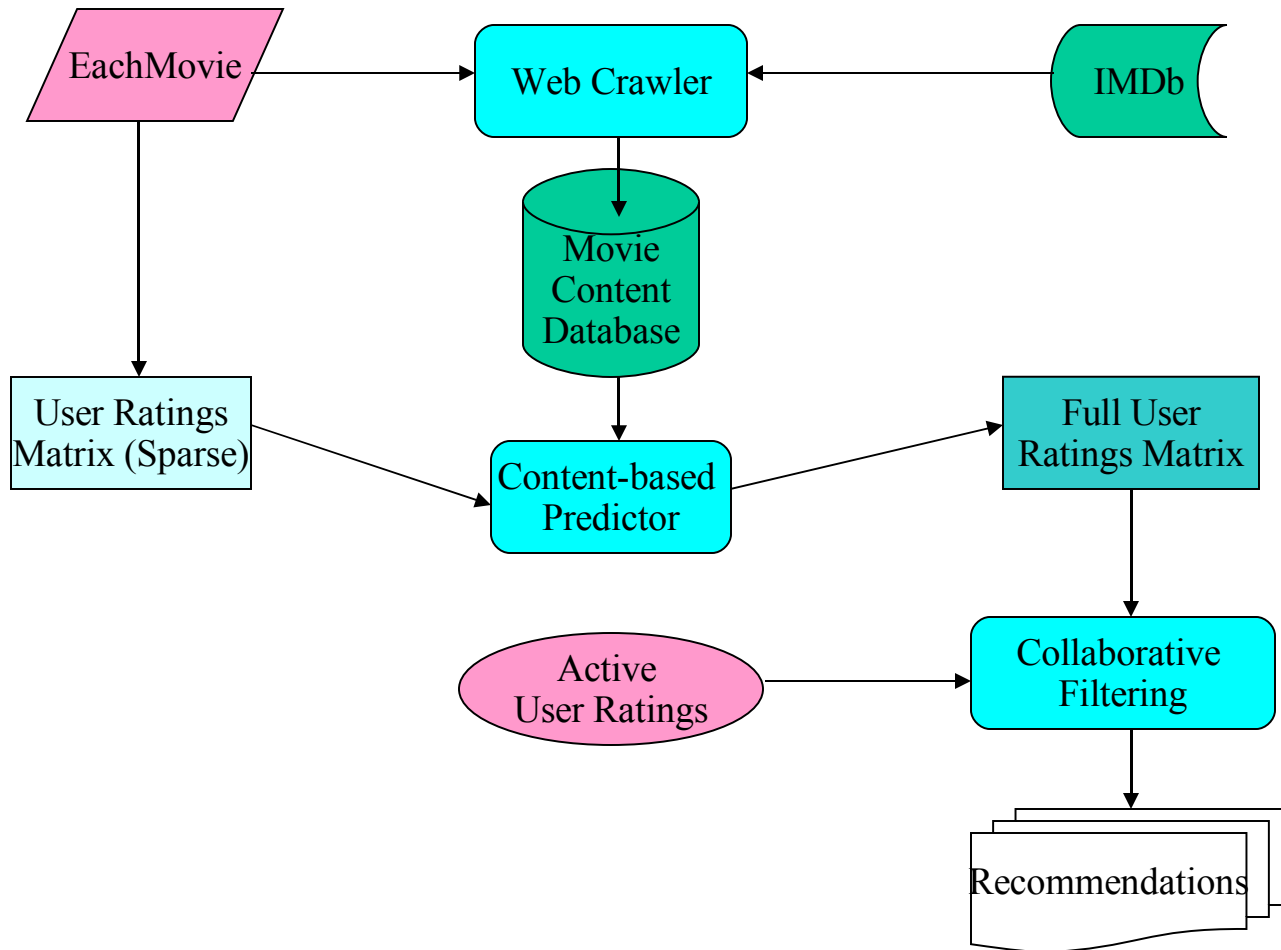 EachMovie
Web Crawler
IMDb
Movie
Content
Database
User Ratings
Matrix (Sparse)
Content-based
Predictor
Full User
Ratings Matrix
Active
User Ratings
Collaborative
Filtering
Recommendations